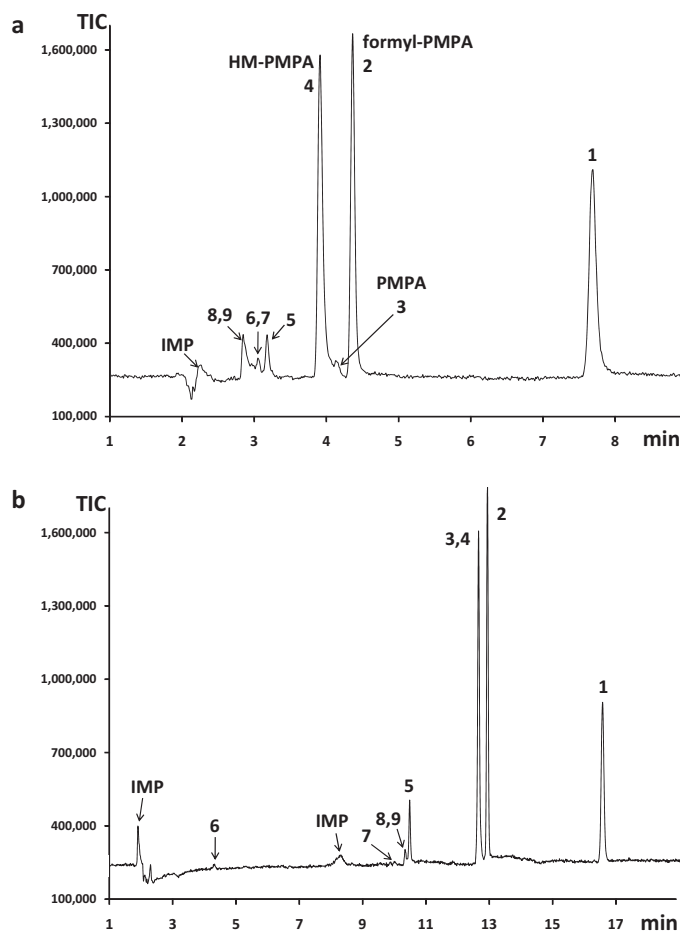 a
TIC
1,600,000
1,300,000
1,000,000
700,000
400,000
100,000
HM-PMPA
4
formyl-PMPA
2
1
PMPA
3
8,9
6,7
5
IMP
1 2 3 4 5 6 7 8 min
b
TIC
1,600,000
1,300,000
1,000,000
700,000
400,000
100,000
2
3,4
1
5
IMP
IMP
8,9
7
6
1 3 5 7 9 11 13 15 17 min